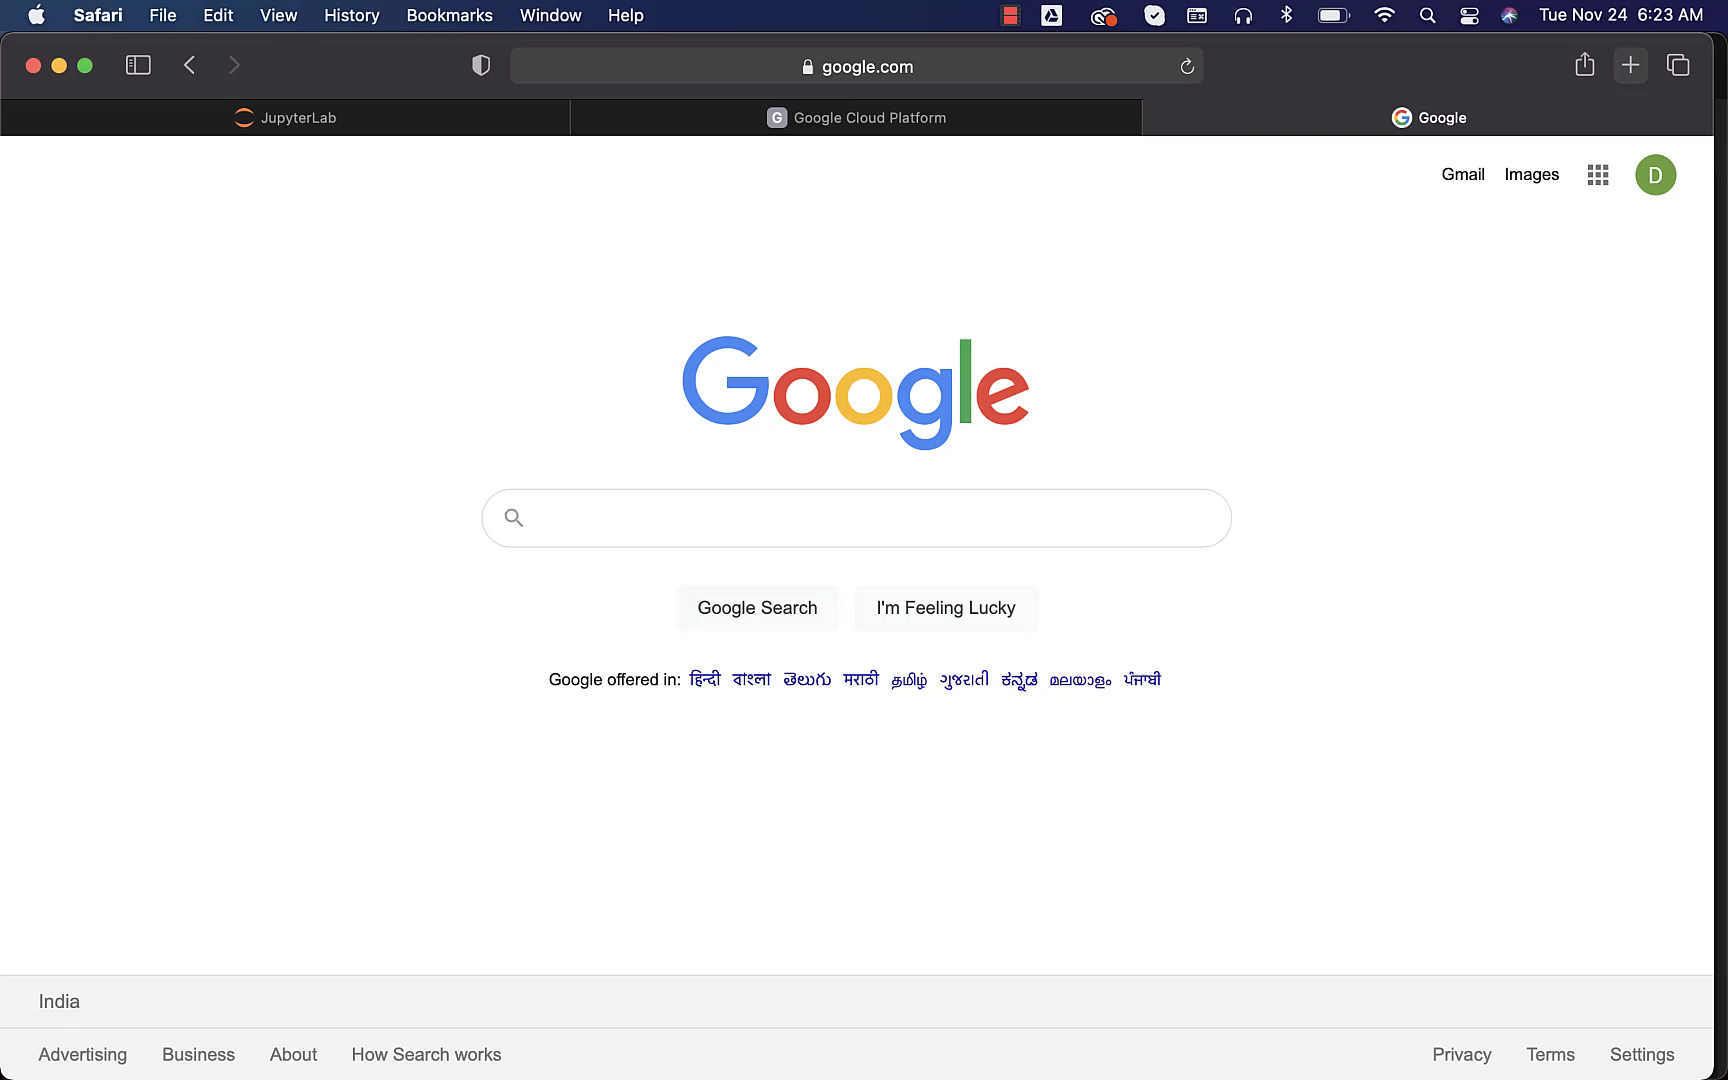 Safari File Edit View History Bookmarks Window Help Tue Nov 24 6:23 AM
google.com
JupyterLab G Google Cloud Platform Google
Gmail Images D
Google
Google Search I'm Feeling Lucky
Google offered in: हिन्दी বাংলা తెలుగు मराठी தமிழ் ગુજરાતી ಕನ್ನಡ മലയാളം ਪੰਜਾਬੀ
India
Advertising Business About How Search works Privacy Terms Settings